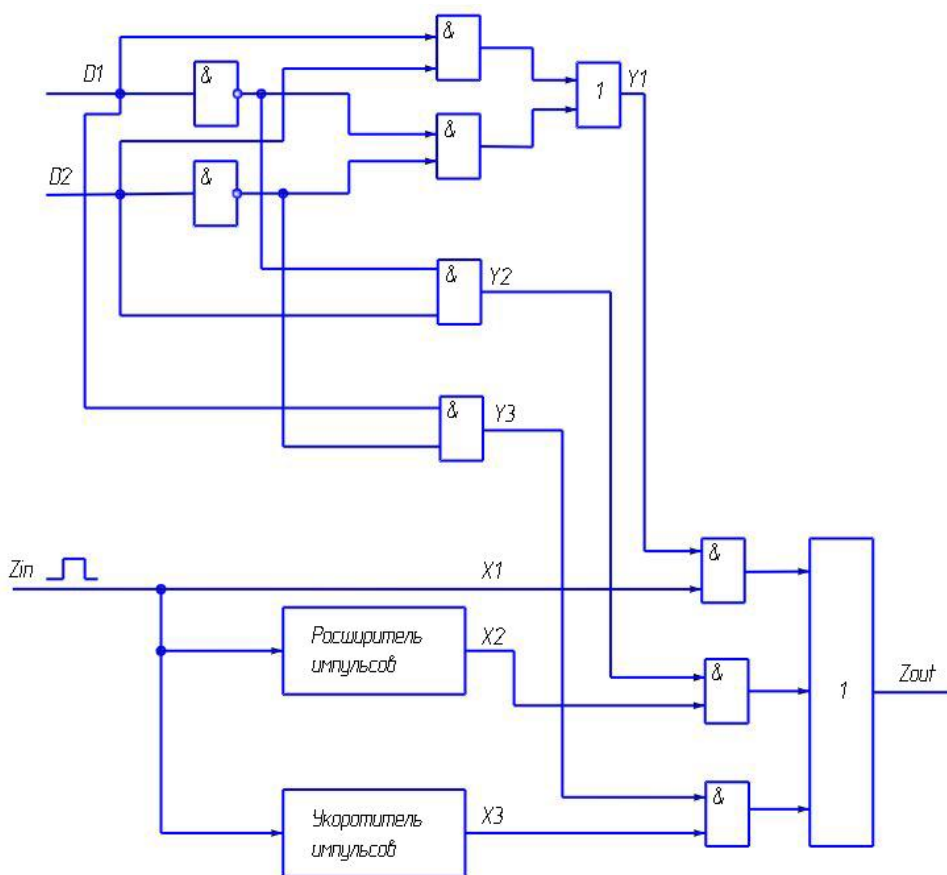 &
D1
&
1
Y1
&
D2
&
&
Y2
&
Y3
Zin
X1
&
Расширитель
импульсов
X2
&
1
Zout
&
Укоротитель
импульсов
X3